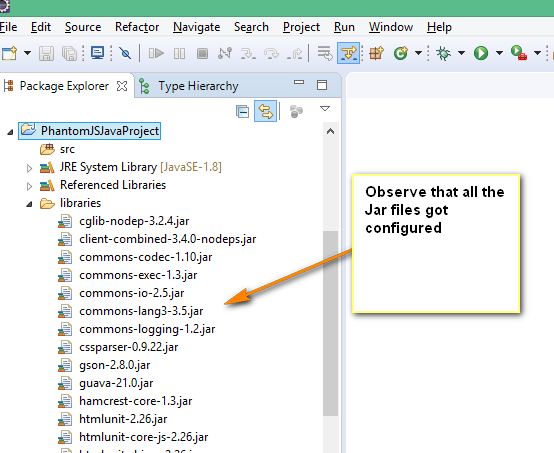 File Edit Source Refactor Navigate Search Project Run Window Help
Package Explorer Type Hierarchy
PhantomJSJavaProject
src
JRE System Library [JavaSE-1.8]
Referenced Libraries
libraries
cglib-nodep-3.2.4.jar
client-combined-3.4.0-nodeps.jar
commons-codec-1.10.jar
commons-exec-1.3.jar
commons-io-2.5.jar
commons-lang3-3.5.jar
commons-logging-1.2.jar
cssparser-0.9.22.jar
gson-2.8.0.jar
guava-21.0.jar
hamcrest-core-1.3.jar
htmlunit-2.26.jar
htmlunit-core-js-2.26.jar
Observe that all the
Jar files got
configured